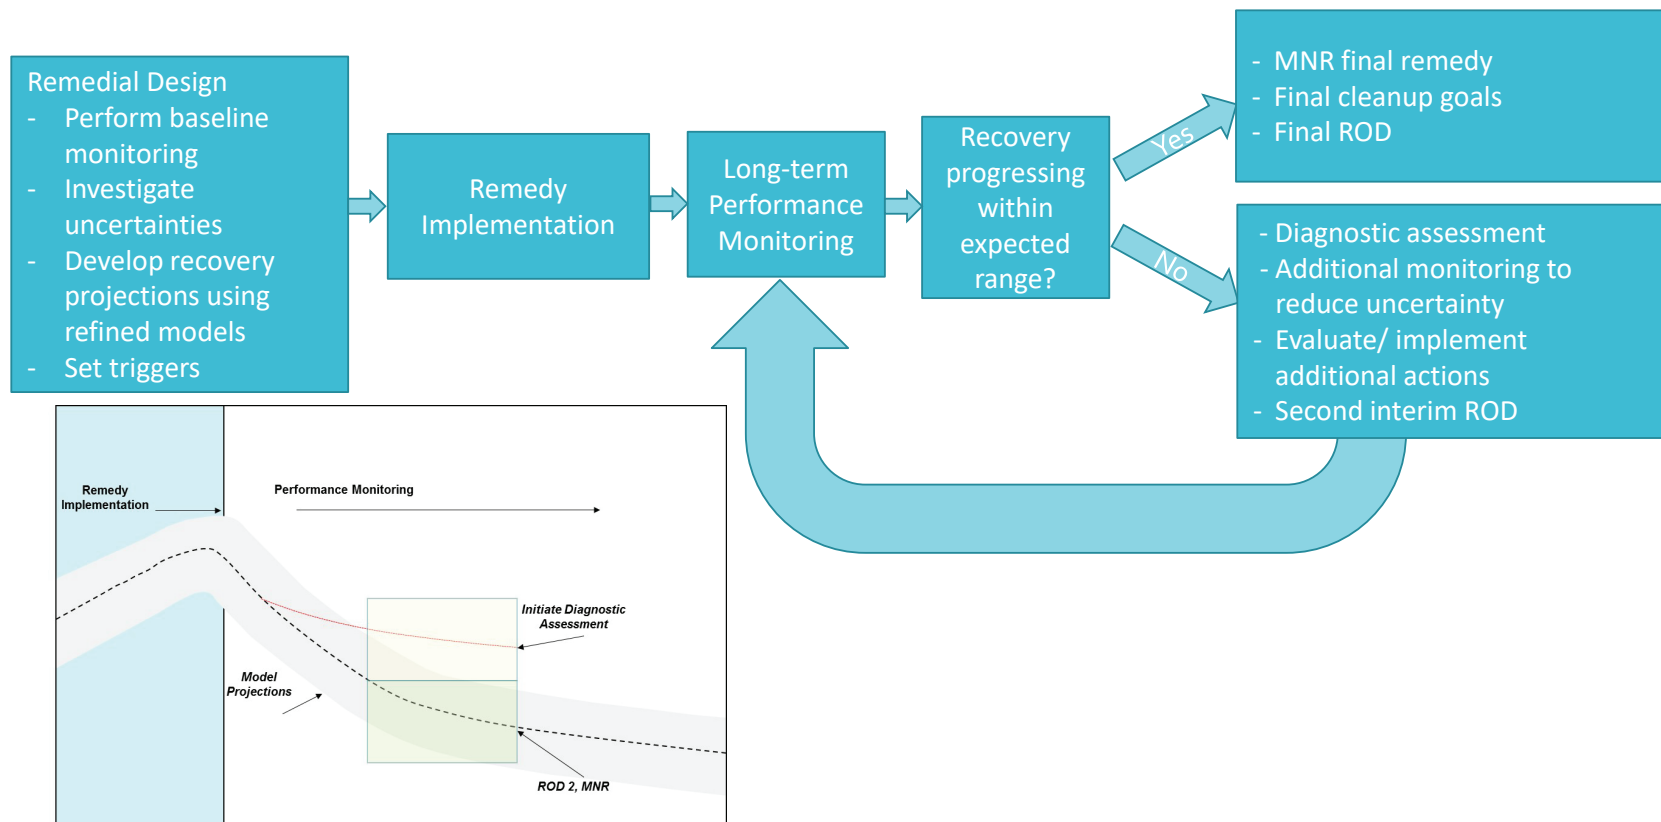 Remedial Design
- Perform baseline
monitoring
- Investigate
uncertainties
- Develop recovery
projections using
refined models
- Set triggers
Remedy
Implementation
Long-term
Performance
Monitoring
Recovery
progressing
within
expected
range?
Yes
- MNR final remedy
- Final cleanup goals
- Final ROD
No
- Diagnostic assessment
- Additional monitoring to
reduce uncertainty
- Evaluate/ implement
additional actions
- Second interim ROD
Remedy
Implementation
Performance Monitoring
Initiate Diagnostic
Assessment
Model
Projections
ROD 2, MNR